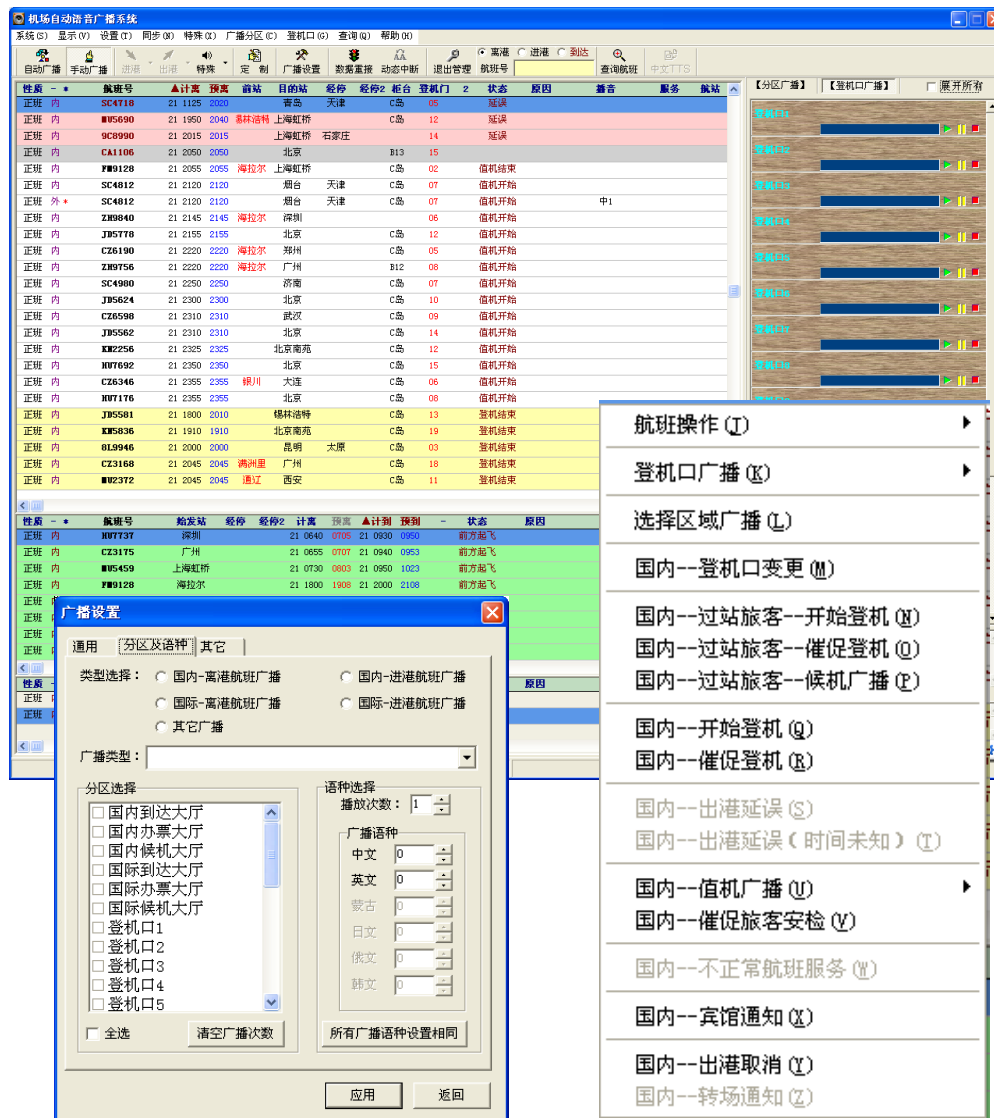 机场自动语音广播系统
系统(S) 显示(V) 设置(T) 同步(N) 特殊(X) 广播分区(C) 登机口(G) 查询(Q) 帮助(H)
自动广播 手动广播 进港 出港 特殊 定 制 广播设置 数据重接 动态中断 退出管理 航班号 离港 进港 到达 查询航班 中文TTS
性质 - * 航班号 ▲计离 预离 前站 目的站 经停 经停2 柜台 登机门 2 状态 原因 播音 服务 航站
正班 内 SC4718 21 1125 2020 青岛 天津 C岛 05 延误
正班 内 MU5690 21 1950 2040 锡林浩特 上海虹桥 C岛 12 延误
正班 内 9C8990 21 2015 2015 上海虹桥 石家庄 14 延误
正班 内 CA1106 21 2050 2050 北京 B13 15
正班 内 FM9128 21 2055 2055 海拉尔 上海虹桥 C岛 02 值机结束
正班 内 SC4812 21 2120 2120 烟台 天津 C岛 07 值机开始
正班 外 * SC4812 21 2120 2120 烟台 天津 C岛 07 值机开始 中1
正班 内 ZH9840 21 2145 2145 海拉尔 深圳 06 值机开始
正班 内 JD5778 21 2155 2155 北京 C岛 12 值机开始
正班 内 CZ6190 21 2220 2220 海拉尔 郑州 C岛 05 值机开始
正班 内 ZH9756 21 2220 2220 海拉尔 广州 B12 08 值机开始
正班 内 SC4980 21 2250 2250 济南 C岛 07 值机开始
正班 内 JD5624 21 2300 2300 北京 C岛 10 值机开始
正班 内 CZ6598 21 2310 2310 武汉 C岛 09 值机开始
正班 内 JD5562 21 2310 2310 北京 C岛 14 值机开始
正班 内 KN2256 21 2325 2325 北京南苑 C岛 12 值机开始
正班 内 HU7692 21 2350 2350 北京 C岛 15 值机开始
正班 内 CZ6346 21 2355 2355 银川 大连 C岛 06 值机开始
正班 内 HU7176 21 2355 2355 北京 C岛 08 值机开始
正班 内 JD5581 21 1800 2010 锡林浩特 C岛 13 登机结束
正班 内 KN5836 21 1910 1910 北京南苑 C岛 19 登机结束
正班 内 8L9946 21 2000 2000 昆明 太原 C岛 03 登机结束
正班 内 CZ3168 21 2045 2045 满洲里 广州 C岛 18 登机结束
正班 内 MU2372 21 2045 2045 通辽 西安 C岛 11 登机结束
【分区广播】 【登机口广播】 展开所有
登机口1
登机口2
登机口3
登机口4
登机口5
登机口6
登机口7
性质 - * 航班号 始发站 经停 经停2 计离 预离 ▲计到 预到 - 状态 原因
正班 内 HU7737 深圳 21 0640 0705 21 0930 0950 前方起飞
正班 内 CZ3175 广州 21 0655 0707 21 0940 0953 前方起飞
正班 内 MU5459 上海虹桥 21 0730 0803 21 0950 1023 前方起飞
正班 内 FM9128 海拉尔 21 1800 1908 21 2000 2108 前方起飞
正班
正班
正班
正班
性质 原因
正班
正班
广播设置
通用 分区及语种 其它
类型选择： 国内-离港航班广播 国内-进港航班广播
国际-离港航班广播 国际-进港航班广播
其它广播
广播类型：
分区选择
国内到达大厅
国内办票大厅
国内候机大厅
国际到达大厅
国际办票大厅
国际候机大厅
登机口1
登机口2
登机口3
登机口4
登机口5
全选 清空广播次数
语种选择
播放次数： 1
广播语种
中文 0
英文 0
蒙古 0
日文 0
俄文 0
韩文 0
所有广播语种设置相同
应用 返回
航班操作(J)
登机口广播(K)
选择区域广播(L)
国内--登机口变更(M)
国内--过站旅客--开始登机(N)
国内--过站旅客--催促登机(O)
国内--过站旅客--候机广播(P)
国内--开始登机(Q)
国内--催促登机(R)
国内--出港延误(S)
国内--出港延误（时间未知）(T)
国内--值机广播(U)
国内--催促旅客安检(V)
国内--不正常航班服务(W)
国内--宾馆通知(X)
国内--出港取消(Y)
国内--转场通知(Z)